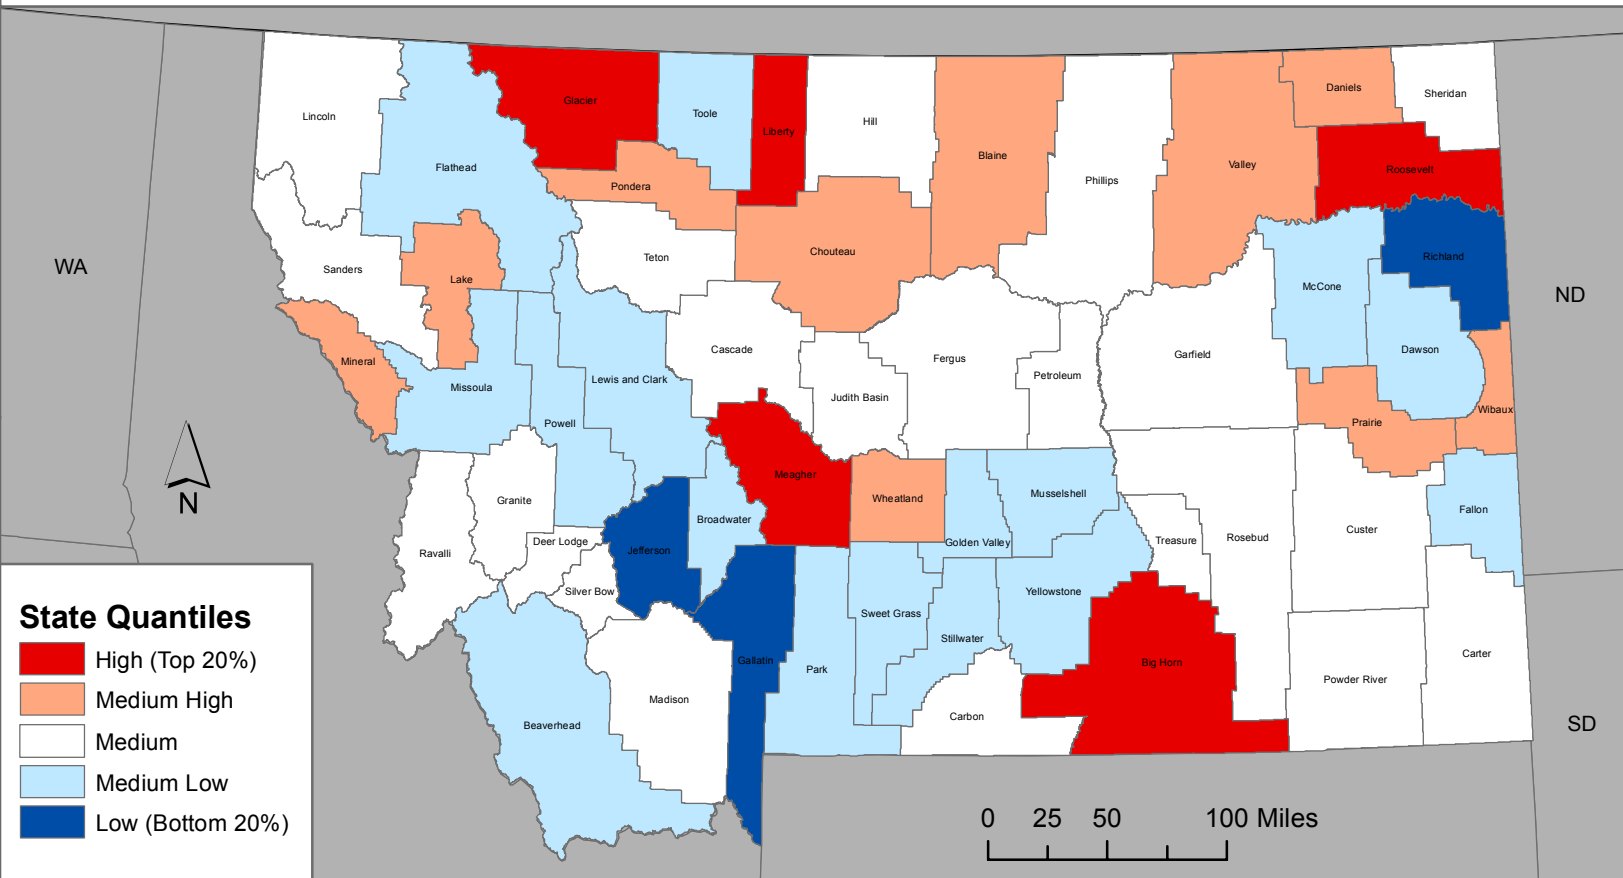 Lincoln
Flathead
Glacier
Toole
Liberty
Hill
Blaine
Phillips
Valley
Daniels
Sheridan
Roosevelt
Pondera
Chouteau
Teton
Sanders
Lake
Richland
McCone
Dawson
WA
ND
Mineral
Missoula
Powell
Lewis and Clark
Cascade
Judith Basin
Fergus
Petroleum
Garfield
Prairie
Wibaux
N
Granite
Ravalli
Deer Lodge
Silver Bow
Jefferson
Broadwater
Meagher
Wheatland
Golden Valley
Musselshell
Treasure
Rosebud
Custer
Fallon
Yellowstone
Sweet Grass
Stillwater
Big Horn
Powder River
Carter
Beaverhead
Madison
Gallatin
Park
Carbon
SD
State Quantiles
High (Top 20%)
Medium High
Medium
Medium Low
Low (Bottom 20%)
0 25 50 100 Miles